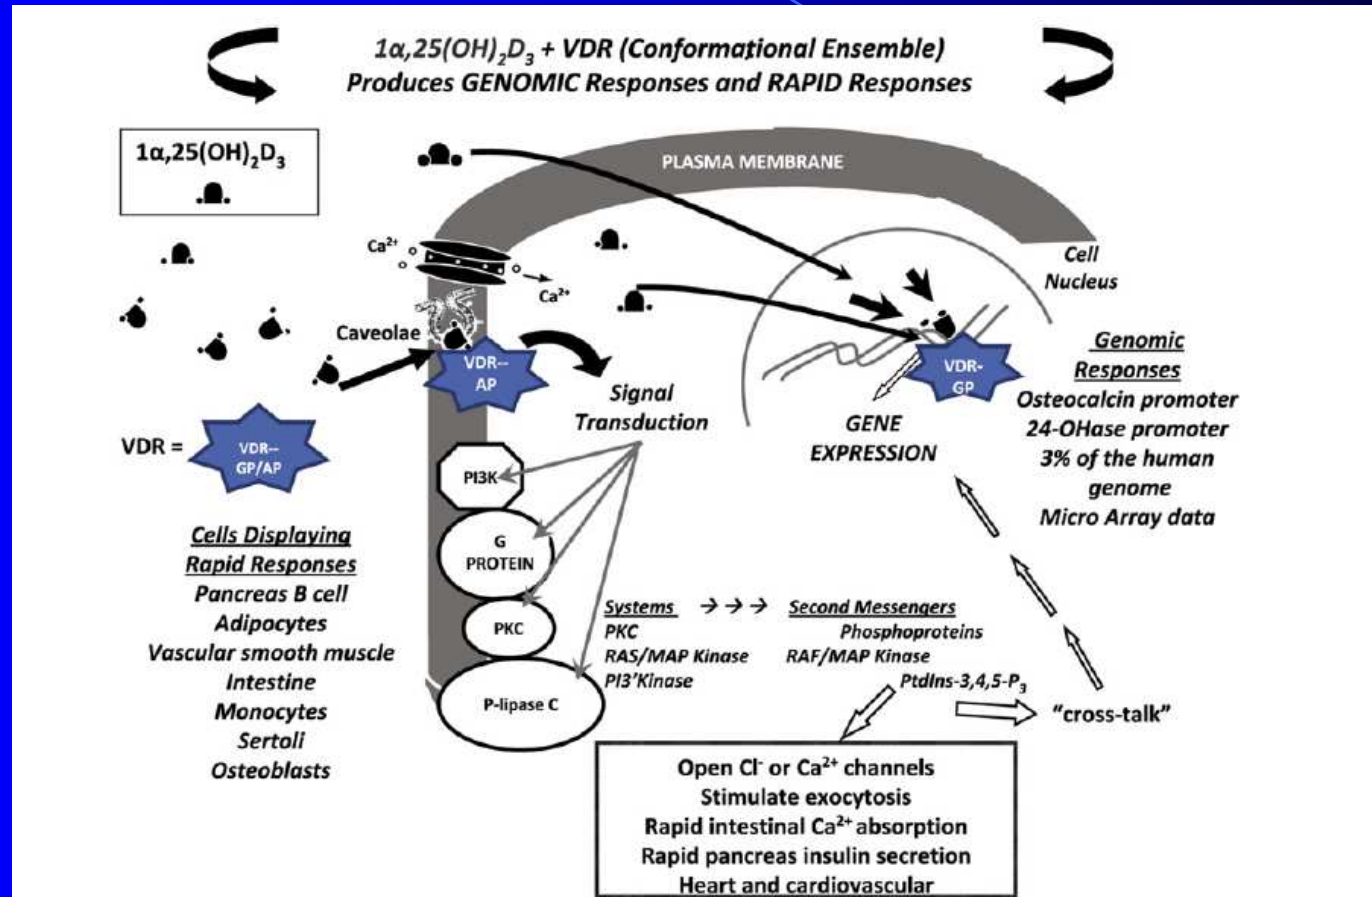 1α,25(OH)₂D₃ + VDR (Conformational Ensemble)
Produces GENOMIC Responses and RAPID Responses
1α,25(OH)₂D₃
PLASMA MEMBRANE
Ca²⁺
Ca²⁺
Cell
Nucleus
Caveolae
VDR--
AP
Signal
Transduction
VDR-
GP
GENE
EXPRESSION
Genomic
Responses
Osteocalcin promoter
24-OHase promoter
3% of the human
genome
Micro Array data
VDR =
VDR--
GP/AP
Cells Displaying
Rapid Responses
Pancreas B cell
Adipocytes
Vascular smooth muscle
Intestine
Monocytes
Sertoli
Osteoblasts
PI3K
G
PROTEIN
PKC
P-lipase C
Systems → → → Second Messengers
PKC Phosphoproteins
RAS/MAP Kinase RAF/MAP Kinase
PI3'Kinase PtdIns-3,4,5-P₃
"cross-talk"
Open Cl⁻ or Ca²⁺ channels
Stimulate exocytosis
Rapid intestinal Ca²⁺ absorption
Rapid pancreas insulin secretion
Heart and cardiovascular